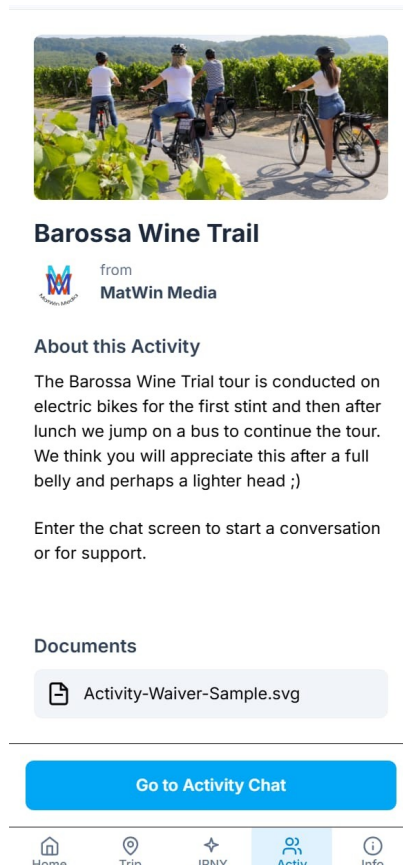 Barossa Wine Trail
from
MatWin Media
About this Activity
The Barossa Wine Trial tour is conducted on
electric bikes for the first stint and then after
lunch we jump on a bus to continue the tour.
We think you will appreciate this after a full
belly and perhaps a lighter head ;)
Enter the chat screen to start a conversation
or for support.
Documents
Activity-Waiver-Sample.svg
Go to Activity Chat
Home
Trip
JRNY
Activ
Info